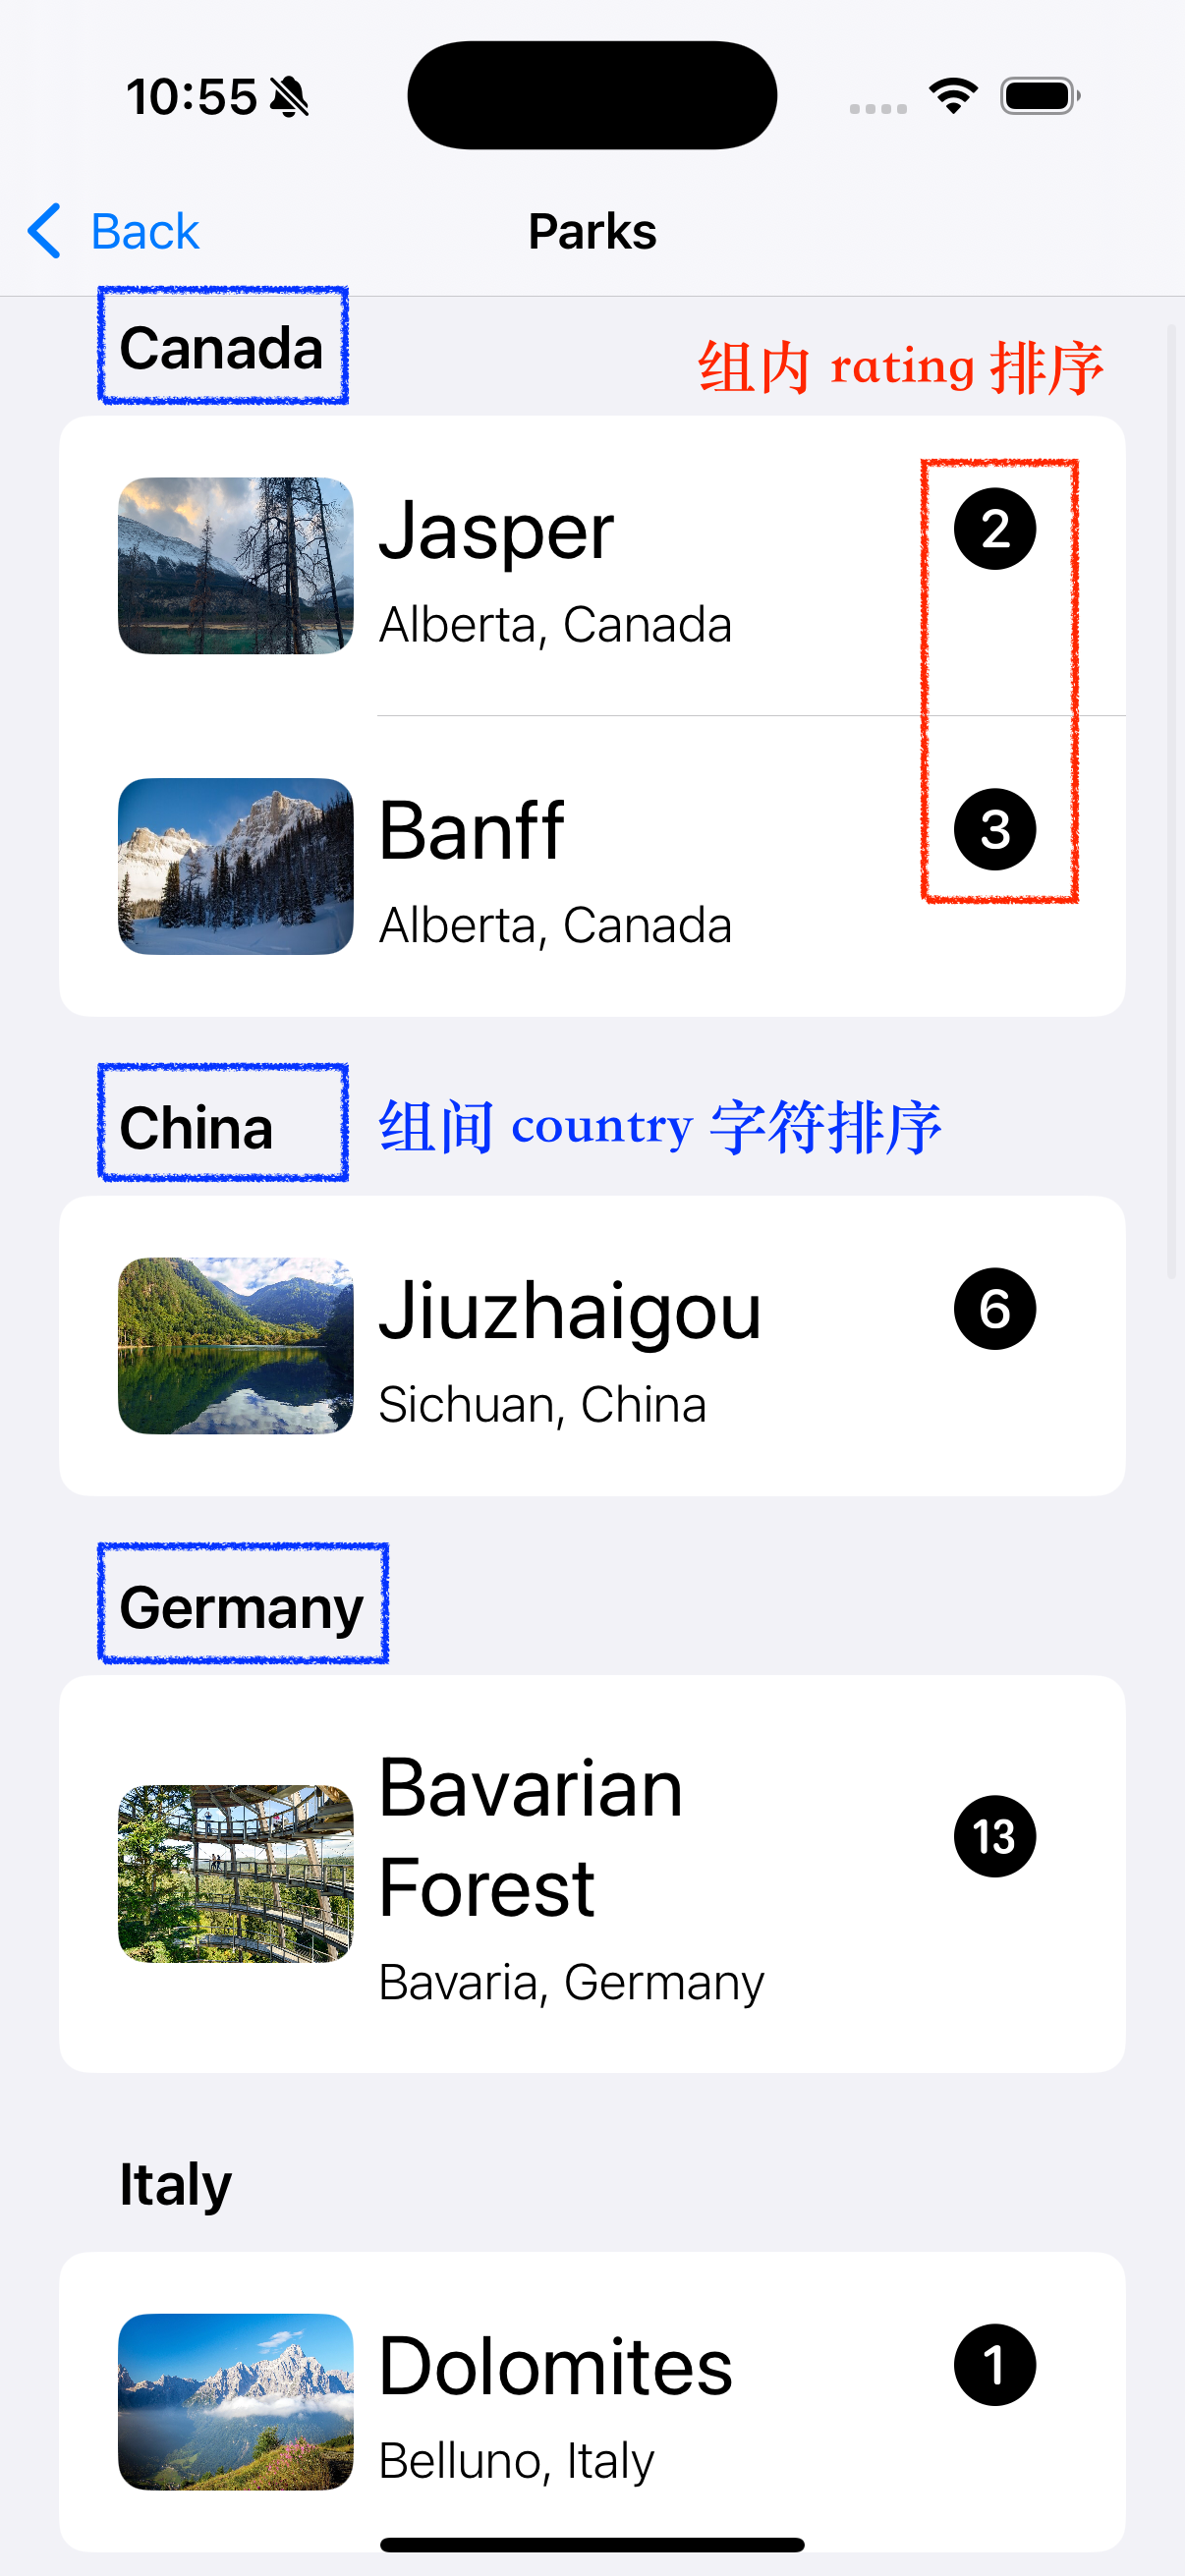 10:55
Back
Parks
Canada
组内 rating 排序
Jasper
2
Alberta, Canada
Banff
3
Alberta, Canada
China
组间 country 字符排序
Jiuzhaigou
6
Sichuan, China
Germany
Bavarian
Forest
13
Bavaria, Germany
Italy
Dolomites
1
Belluno, Italy